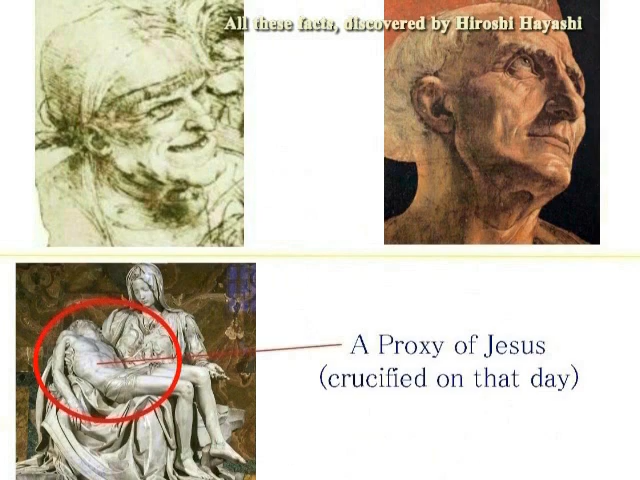 All these facts, discovered by Hiroshi Hayashi
A Proxy of Jesus
(crucified on that day)